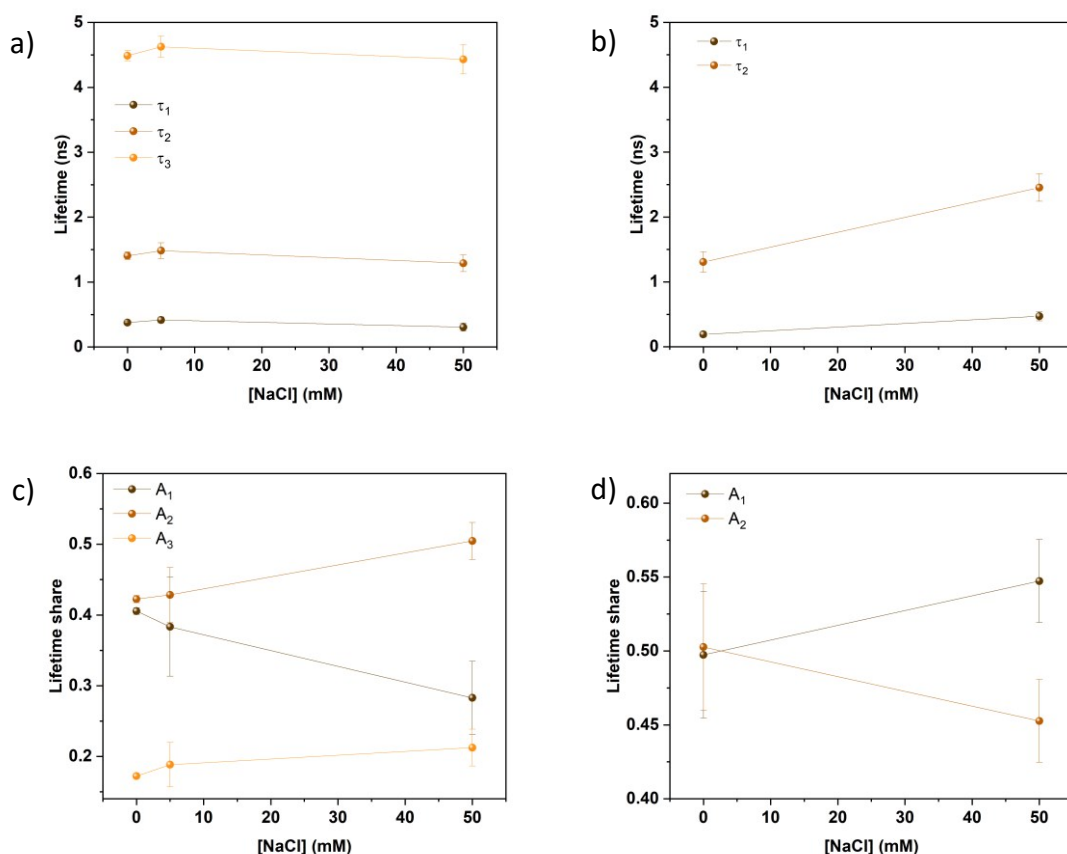 a)
5
4
3
2
1
0
Lifetime (ns)
τ₁
τ₂
τ₃
0 10 20 30 40 50
[NaCl] (mM)
b)
5
4
3
2
1
0
Lifetime (ns)
τ₁
τ₂
0 10 20 30 40 50
[NaCl] (mM)
c)
0.6
0.5
0.4
0.3
0.2
Lifetime share
A₁
A₂
A₃
0 10 20 30 40 50
[NaCl] (mM)
d)
0.60
0.55
0.50
0.45
0.40
Lifetime share
A₁
A₂
0 10 20 30 40 50
[NaCl] (mM)